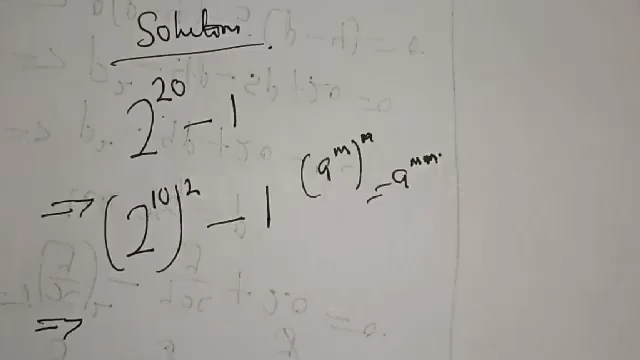 Solution
2^20 - 1
=> (2^10)^2 - 1
(a^m)^n
= a^mn.
=>